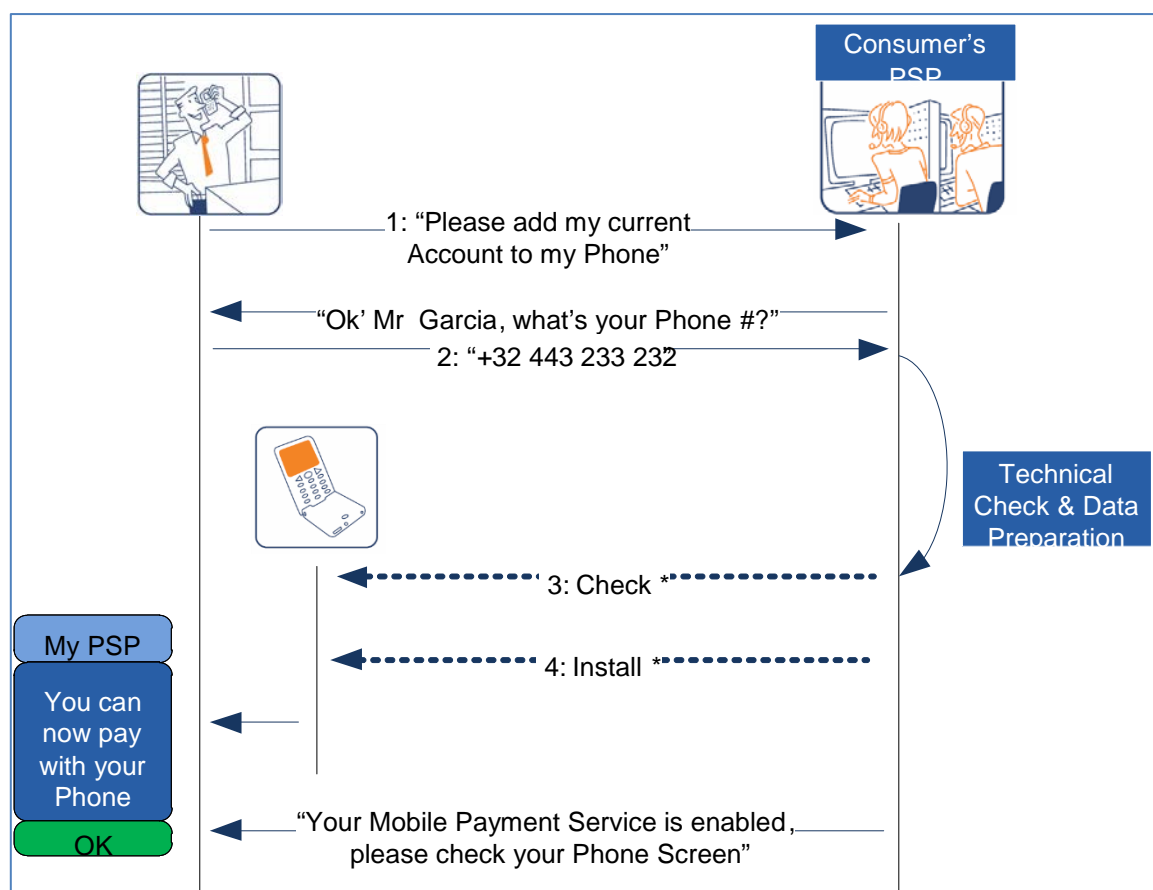 Consumer’s
PSP
1: “Please add my current
Account to my Phone”
“Ok’ Mr Garcia, what’s your Phone #?”
2: “+32 443 233 232”
Technical
Check & Data
Preparation
3: Check *
4: Install *
My PSP
You can
now pay
with your
Phone
OK
“Your Mobile Payment Service is enabled,
please check your Phone Screen”